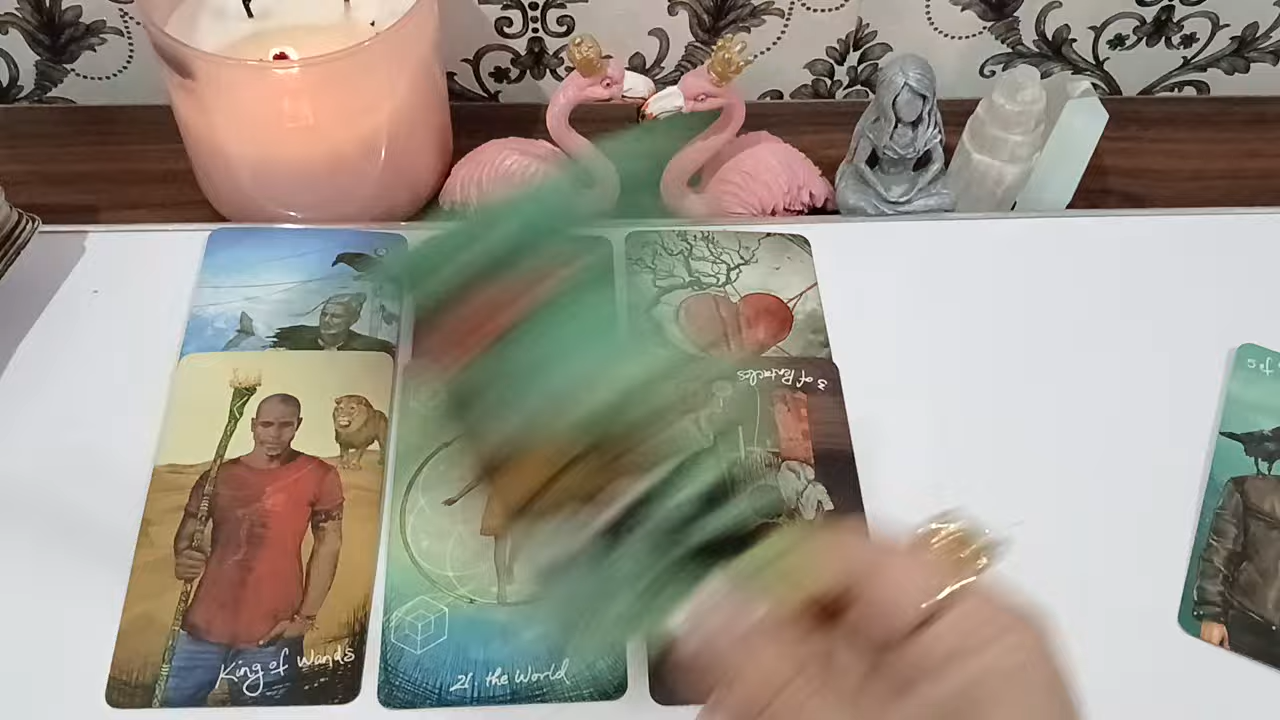 3 of Pentacles
King of Wands
21. the World